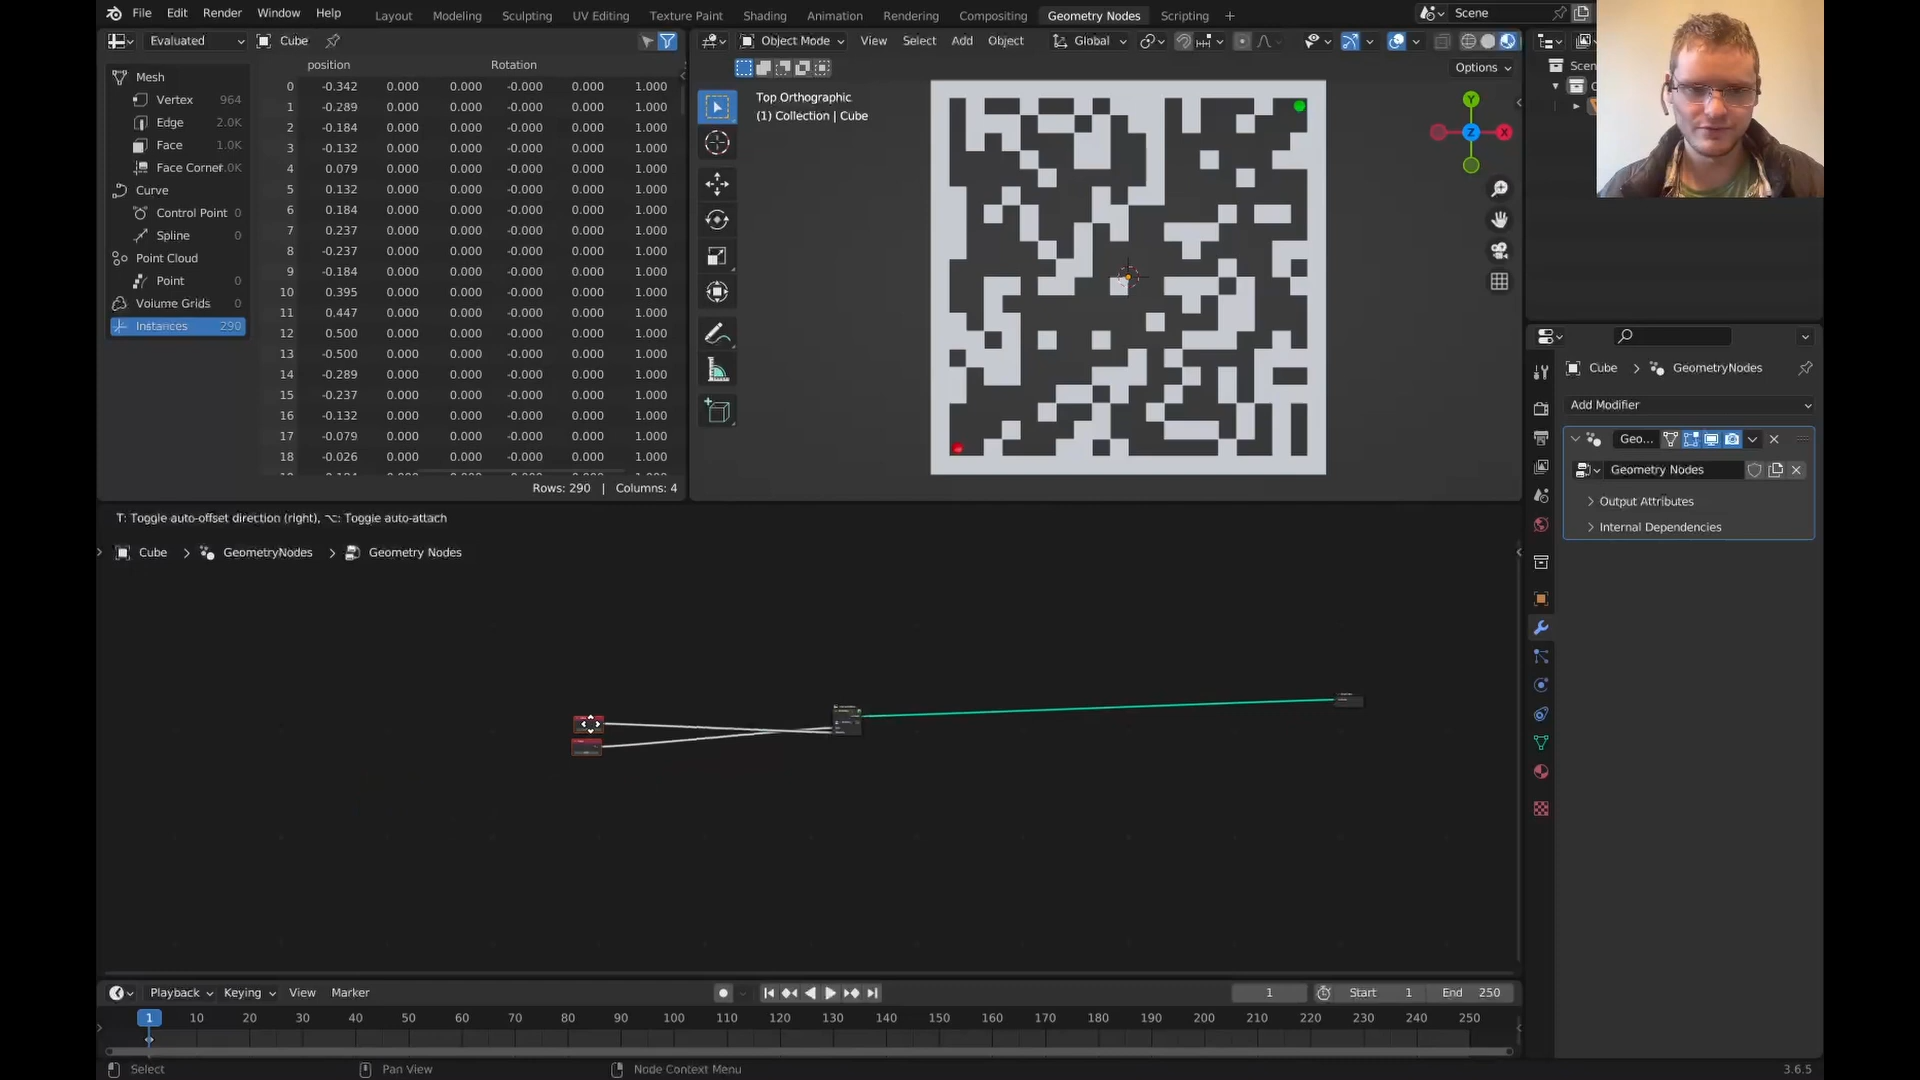 File Edit Render Window Help
Layout Modeling Sculpting UV Editing Texture Paint Shading Animation Rendering Compositing Geometry Nodes Scripting +
Scene
Evaluated Cube
Object Mode View Select Add Object Global
Options
position Rotation
Mesh
Vertex 964
Edge 2.0K
Face 1.0K
Face Corner
Curve
Control Point 0
Spline 0
Point Cloud
Point 0
Volume Grids 0
Instances 290
0 -0.342 0.000 0.000 -0.000 0.000 1.000
1 -0.289 0.000 0.000 -0.000 0.000 1.000
2 -0.184 0.000 0.000 -0.000 0.000 1.000
3 -0.132 0.000 0.000 -0.000 0.000 1.000
4 0.079 0.000 0.000 -0.000 0.000 1.000
5 0.132 0.000 0.000 -0.000 0.000 1.000
6 0.184 0.000 0.000 -0.000 0.000 1.000
7 0.237 0.000 0.000 -0.000 0.000 1.000
8 -0.237 0.000 0.000 -0.000 0.000 1.000
9 -0.184 0.000 0.000 -0.000 0.000 1.000
10 0.395 0.000 0.000 -0.000 0.000 1.000
11 0.447 0.000 0.000 -0.000 0.000 1.000
12 0.500 0.000 0.000 -0.000 0.000 1.000
13 -0.500 0.000 0.000 -0.000 0.000 1.000
14 -0.289 0.000 0.000 -0.000 0.000 1.000
15 -0.237 0.000 0.000 -0.000 0.000 1.000
16 -0.132 0.000 0.000 -0.000 0.000 1.000
17 -0.079 0.000 0.000 -0.000 0.000 1.000
18 -0.026 0.000 0.000 -0.000 0.000 1.000
Rows: 290 | Columns: 4
Top Orthographic
(1) Collection | Cube
Y
Z
X
Scen
Cube > GeometryNodes
Add Modifier
Geo...
Geometry Nodes
Output Attributes
Internal Dependencies
T: Toggle auto-offset direction (right), ⌥: Toggle auto-attach
Cube > GeometryNodes > Geometry Nodes
Playback Keying View Marker
1 Start 1 End 250
1 10 20 30 40 50 60 70 80 90 100 110 120 130 140 150 160 170 180 190 200 210 220 230 240 250
Select Pan View Node Context Menu 3.6.5